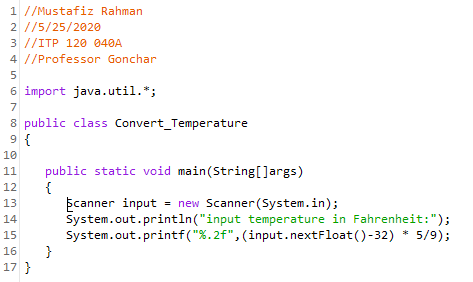 1 //Mustafiz Rahman
2 //5/25/2020
3 //ITP 120 040A
4 //Professor Gonchar
5
6 import java.util.*;
7
8 public class Convert_Temperature
9 {
10
11 public static void main(String[]args)
12 {
13 Scanner input = new Scanner(System.in);
14 System.out.println("input temperature in Fahrenheit:");
15 System.out.printf("%.2f",(input.nextFloat()-32) * 5/9);
16 }
17 }